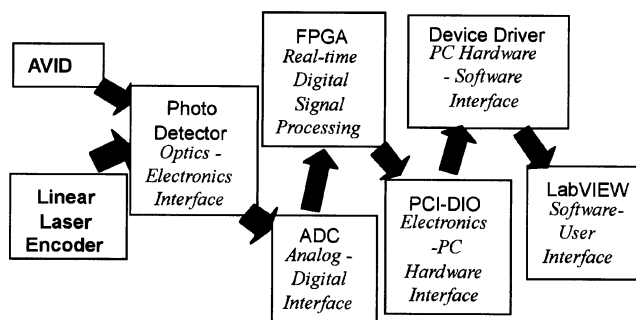 AVID
Linear
Laser
Encoder
Photo
Detector
Optics -
Electronics
Interface
ADC
Analog -
Digital
Interface
FPGA
Real-time
Digital
Signal
Processing
PCI-DIO
Electronics
-PC
Hardware
Interface
Device Driver
PC Hardware
- Software
Interface
LabVIEW
Software-
User
Interface